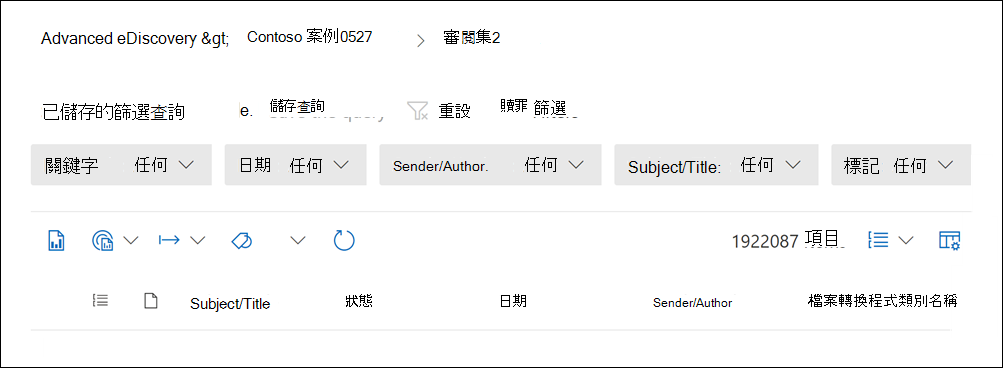 Advanced eDiscovery &gt; Contoso 案例0527 > 審閱集2
已儲存的篩選查詢 e. 儲存查詢 重設 贖罪 篩選
關鍵字 任何 日期 任何 Sender/Author. 任何 Subject/Title: 任何 標記 任何
1922087 項目
Subject/Title 狀態 日期 Sender/Author 檔案轉換程式類別名稱